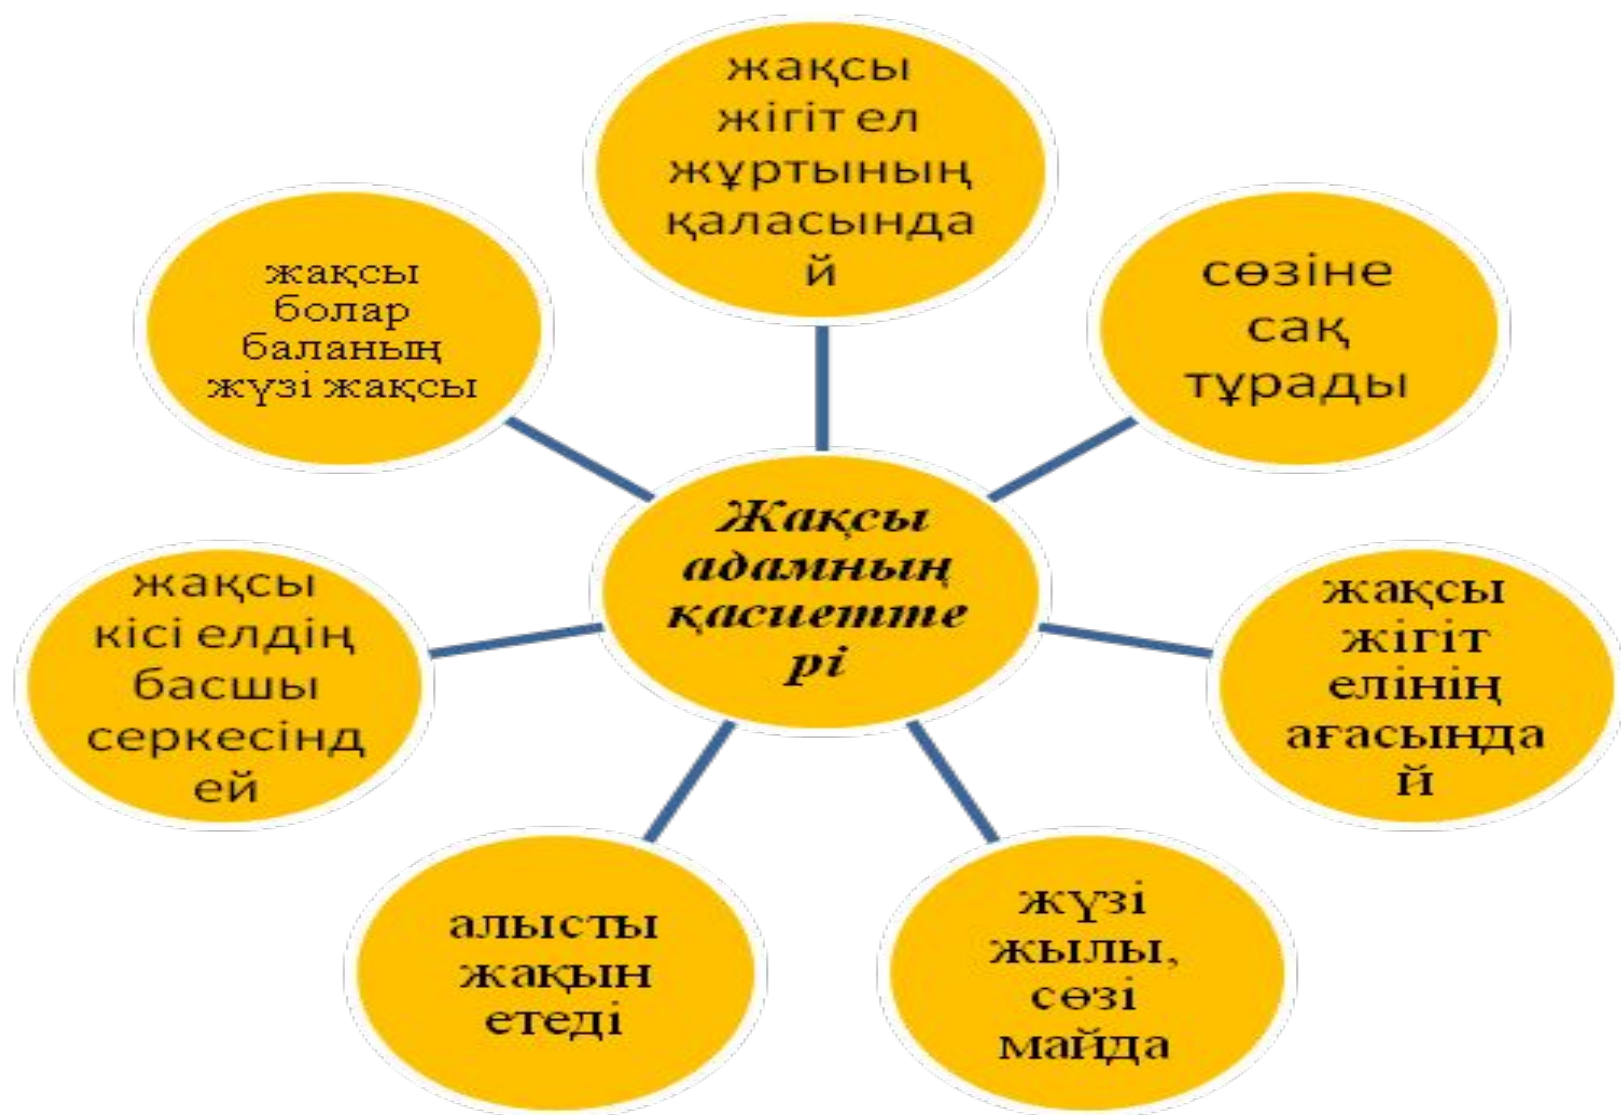 жақсы
жігіт ел
жұртының
қаласында
й
сөзіне
сақ
тұрады
жақсы
жігіт
елінің
ағасында
й
жүзі
жылы,
сөзі
майда
алысты
жақын
етеді
жақсы
кісі елдің
басшы
серкесінд
ей
жақсы
болар
баланың
жүзі жақсы
Жақсы
адамның
қасиетте
рі